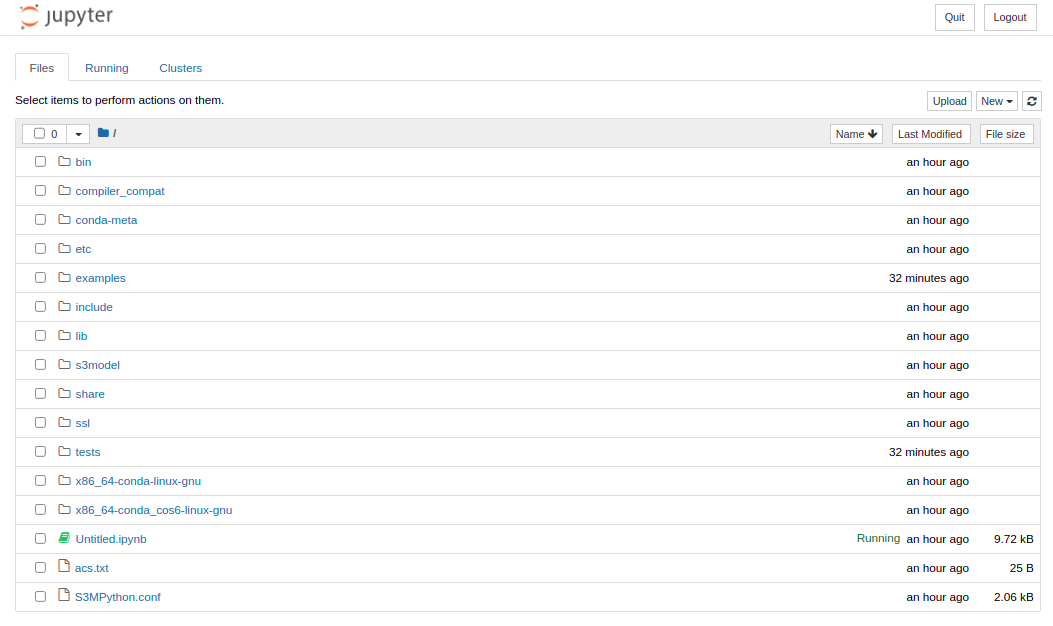 jupyter
Quit Logout
Files Running Clusters
Select items to perform actions on them.
Upload New
0 / Name Last Modified File size
bin an hour ago
compiler_compat an hour ago
conda-meta an hour ago
etc an hour ago
examples 32 minutes ago
include an hour ago
lib an hour ago
s3model an hour ago
share an hour ago
ssl an hour ago
tests 32 minutes ago
x86_64-conda-linux-gnu an hour ago
x86_64-conda_cos6-linux-gnu an hour ago
Untitled.ipynb Running an hour ago 9.72 kB
acs.txt an hour ago 25 B
S3MPython.conf an hour ago 2.06 kB